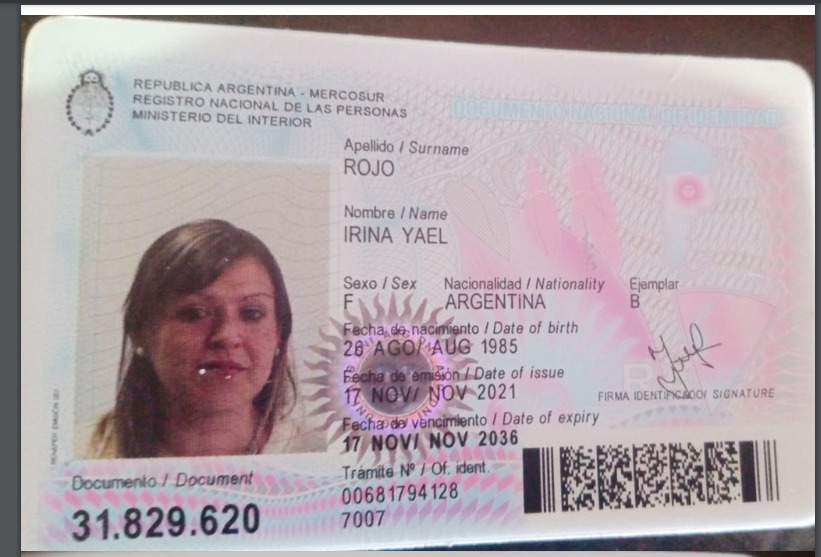 REPUBLICA ARGENTINA - MERCOSUR
REGISTRO NACIONAL DE LAS PERSONAS
MINISTERIO DEL INTERIOR
DOCUMENTO NACIONAL DE IDENTIDAD
Apellido / Surname
ROJO
Nombre / Name
IRINA YAEL
Sexo / Sex Nacionalidad / Nationality Ejemplar
F ARGENTINA B
Fecha de nacimiento / Date of birth
AGO/ AUG 1985
Fecha de emisión / Date of issue
17 NOV/ NOV 2021
FIRMA IDENTIFICADO/ SIGNATURE
Fecha de vencimiento / Date of expiry
17 NOV/ NOV 2036
Trámite Nº / Of. ident.
00681794128
7007
Documento / Document
31.829.620